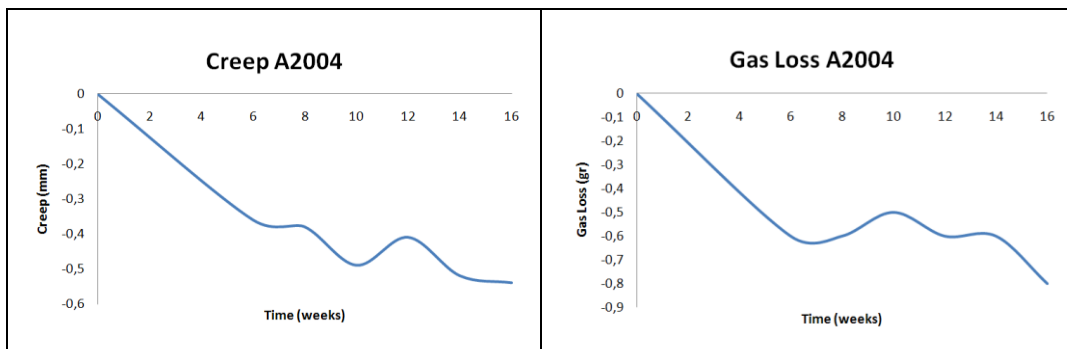 Creep A2004
0
0 2 4 6 8 10 12 14 16
-0,1
-0,2
-0,3
-0,4
-0,5
-0,6
Creep (mm)
Time (weeks)
Gas Loss A2004
0
0 2 4 6 8 10 12 14 16
-0,1
-0,2
-0,3
-0,4
-0,5
-0,6
-0,7
-0,8
-0,9
Gas Loss (gr)
Time (weeks)